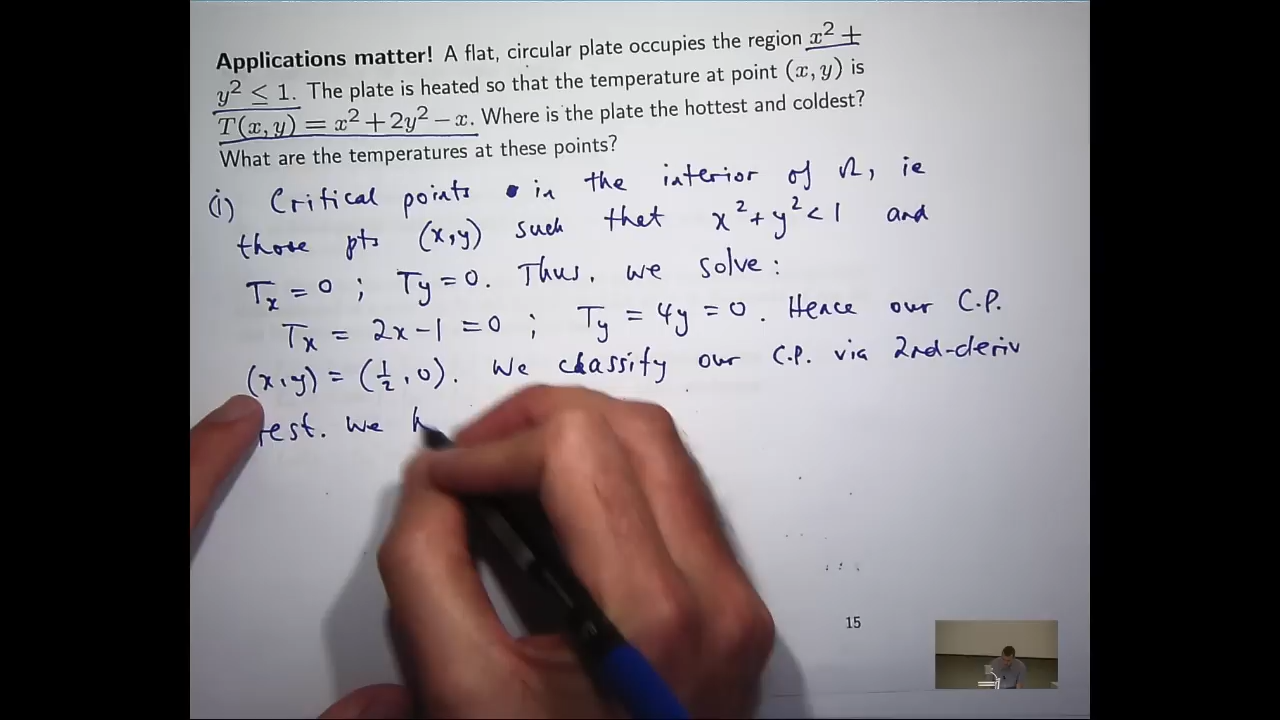 Applications matter! A flat, circular plate occupies the region x² +
y² ≤ 1. The plate is heated so that the temperature at point (x, y) is
T(x, y) = x² + 2y² − x. Where is the plate the hottest and coldest?
What are the temperatures at these points?
(i) Critical points in the interior of Ω, ie
those pts (x,y) such that x² + y² < 1 and
Tx = 0 ; Ty = 0. Thus, we solve :
Tx = 2x − 1 = 0 ; Ty = 4y = 0. Hence our C.P.
(x,y) = (½, 0). We classify our C.P. via 2nd-deriv
test. We
15